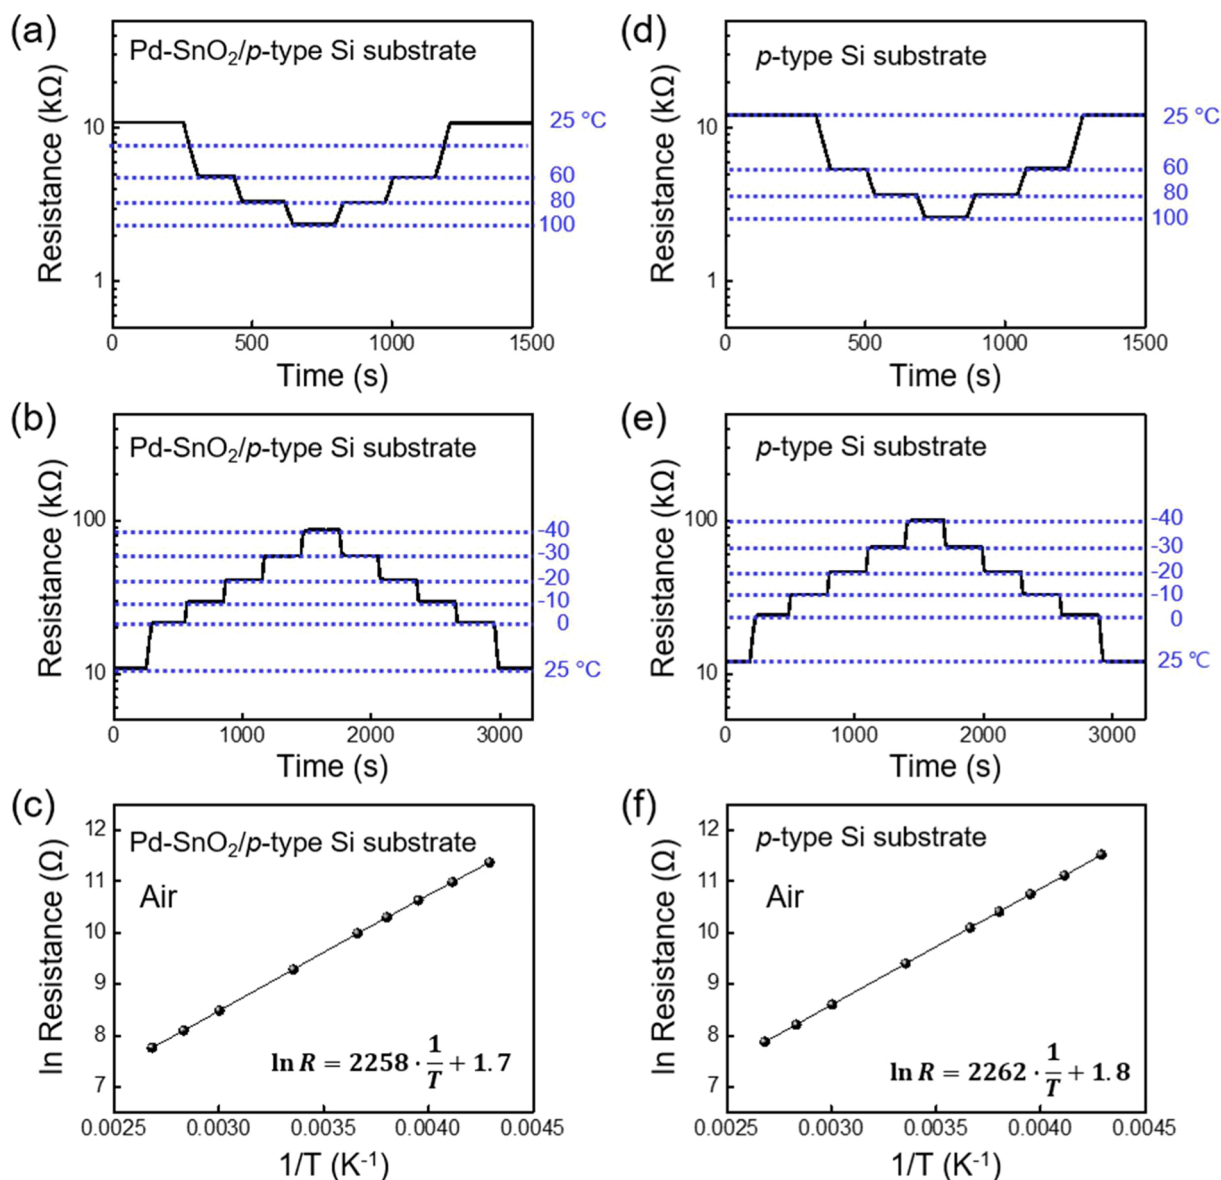 (a)
Pd-SnO₂/p-type Si substrate
Resistance (kΩ)
10
1
25 °C
60
80
100
0 500 1000 1500
Time (s)
(d)
p-type Si substrate
Resistance (kΩ)
10
1
25 °C
60
80
100
0 500 1000 1500
Time (s)
(b)
Pd-SnO₂/p-type Si substrate
Resistance (kΩ)
100
10
-40
-30
-20
-10
0
25 °C
0 1000 2000 3000
Time (s)
(e)
p-type Si substrate
Resistance (kΩ)
100
10
-40
-30
-20
-10
0
25 ℃
0 1000 2000 3000
Time (s)
(c)
Pd-SnO₂/p-type Si substrate
Air
ln Resistance (Ω)
12
11
10
9
8
7
ln R = 2258 · 1/T + 1.7
0.0025 0.0030 0.0035 0.0040 0.0045
1/T (K⁻¹)
(f)
p-type Si substrate
Air
ln Resistance (Ω)
12
11
10
9
8
7
ln R = 2262 · 1/T + 1.8
0.0025 0.0030 0.0035 0.0040 0.0045
1/T (K⁻¹)